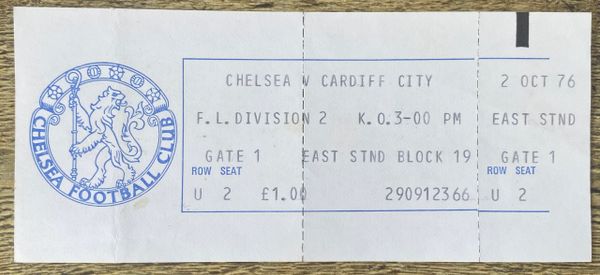 CHELSEA FOOTBALL CLUB
CHELSEA V CARDIFF CITY 2 OCT 76
F.L.DIVISION 2 K.O.3-00 PM EAST STND
GATE 1 EAST STND BLOCK 19 GATE 1
ROW SEAT ROW SEAT
U 2 £1.00 290912366 U 2